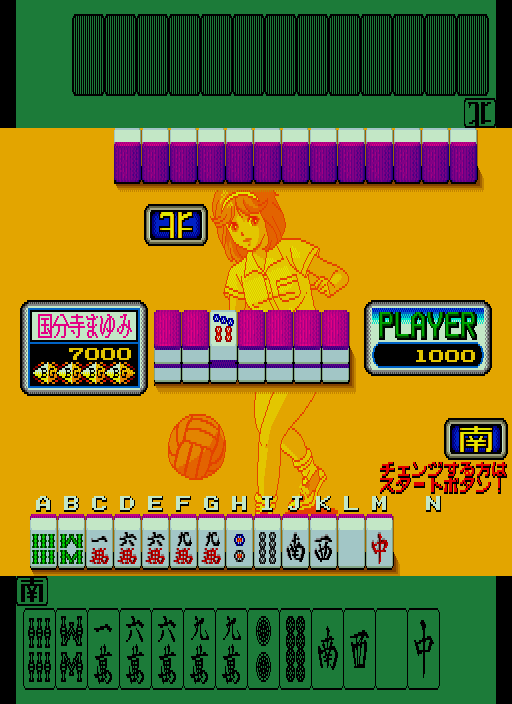 北
北
国分寺まゆみ
7000
PLAYER
1000
南
チェンジする方は
スタートボタン!
A B C D E F G H I J K L M N
一萬 六萬 六萬 九萬 九萬 南 西 中
南
一萬 六萬 六萬 九萬 九萬 南 西 中